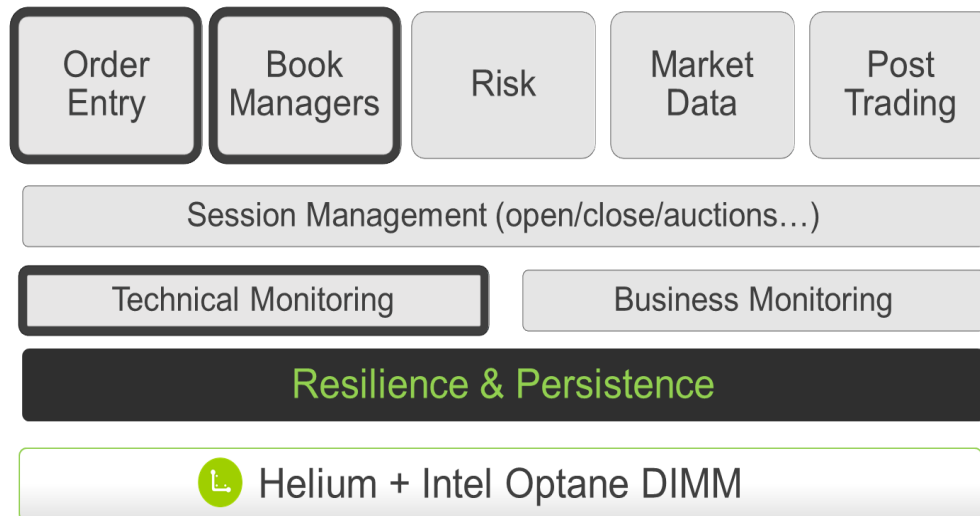 Order
Entry
Book
Managers
Risk
Market
Data
Post
Trading
Session Management (open/close/auctions…)
Technical Monitoring
Business Monitoring
Resilience & Persistence
Helium + Intel Optane DIMM